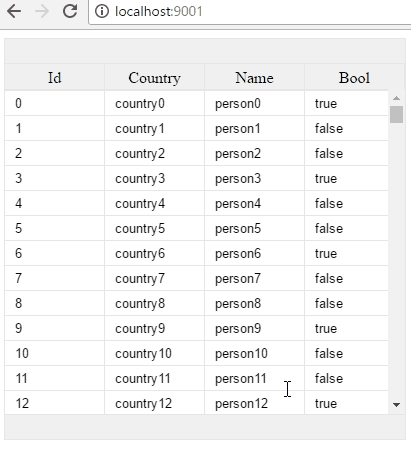 localhost:9001
Id Country Name Bool
0 country0 person0 true
1 country1 person1 false
2 country2 person2 false
3 country3 person3 true
4 country4 person4 false
5 country5 person5 false
6 country6 person6 true
7 country7 person7 false
8 country8 person8 false
9 country9 person9 true
10 country10 person10 false
11 country11 person11 false
12 country12 person12 true